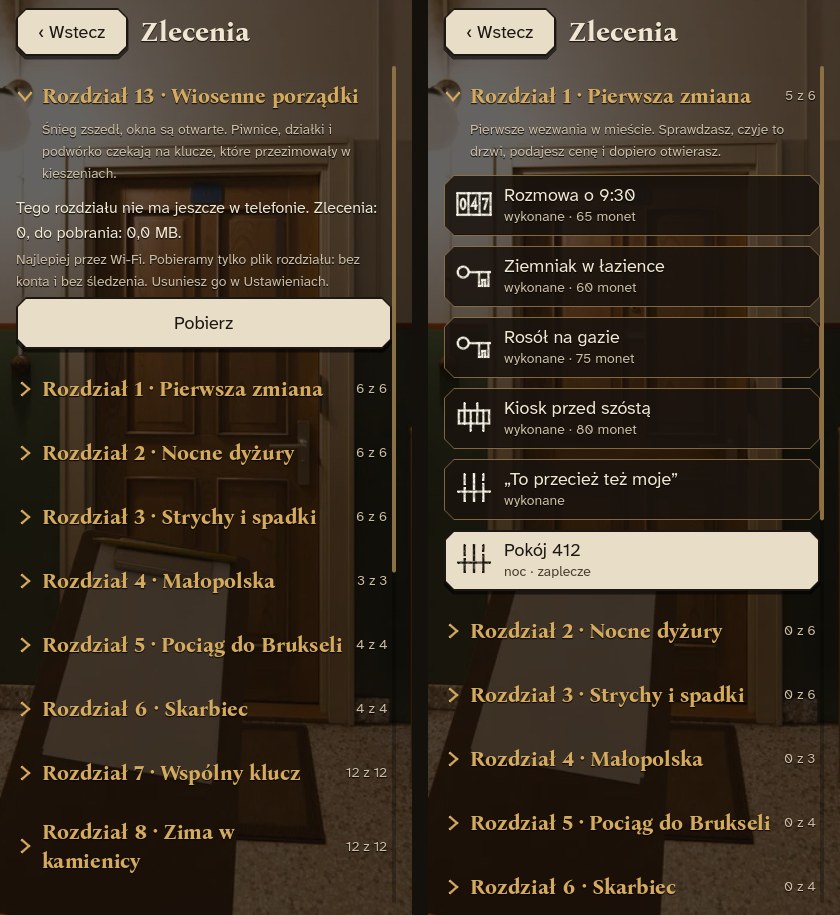 ‹ Wstecz
Zlecenia
Rozdział 13 · Wiosenne porządki
Śnieg zszedł, okna są otwarte. Piwnice, działki i
podwórko czekają na klucze, które przezimowały w
kieszeniach.
Tego rozdziału nie ma jeszcze w telefonie. Zlecenia:
0, do pobrania: 0,0 MB.
Najlepiej przez Wi-Fi. Pobieramy tylko plik rozdziału: bez
konta i bez śledzenia. Usuniesz go w Ustawieniach.
Pobierz
Rozdział 1 · Pierwsza zmiana 6 z 6
Rozdział 2 · Nocne dyżury 6 z 6
Rozdział 3 · Strychy i spadki 6 z 6
Rozdział 4 · Małopolska 3 z 3
Rozdział 5 · Pociąg do Brukseli 4 z 4
Rozdział 6 · Skarbiec 4 z 4
Rozdział 7 · Wspólny klucz 12 z 12
Rozdział 8 · Zima w
kamienicy 12 z 12
‹ Wstecz
Zlecenia
Rozdział 1 · Pierwsza zmiana 5 z 6
Pierwsze wezwania w mieście. Sprawdzasz, czyje to
drzwi, podajesz cenę i dopiero otwierasz.
047
Rozmowa o 9:30
wykonane · 65 monet
Ziemniak w łazience
wykonane · 60 monet
Rosół na gazie
wykonane · 75 monet
Kiosk przed szóstą
wykonane · 80 monet
„To przecież też moje”
wykonane
Pokój 412
noc · zaplecze
Rozdział 2 · Nocne dyżury 0 z 6
Rozdział 3 · Strychy i spadki 0 z 6
Rozdział 4 · Małopolska 0 z 3
Rozdział 5 · Pociąg do Brukseli 0 z 4
Rozdział 6 · Skarbiec 0 z 4